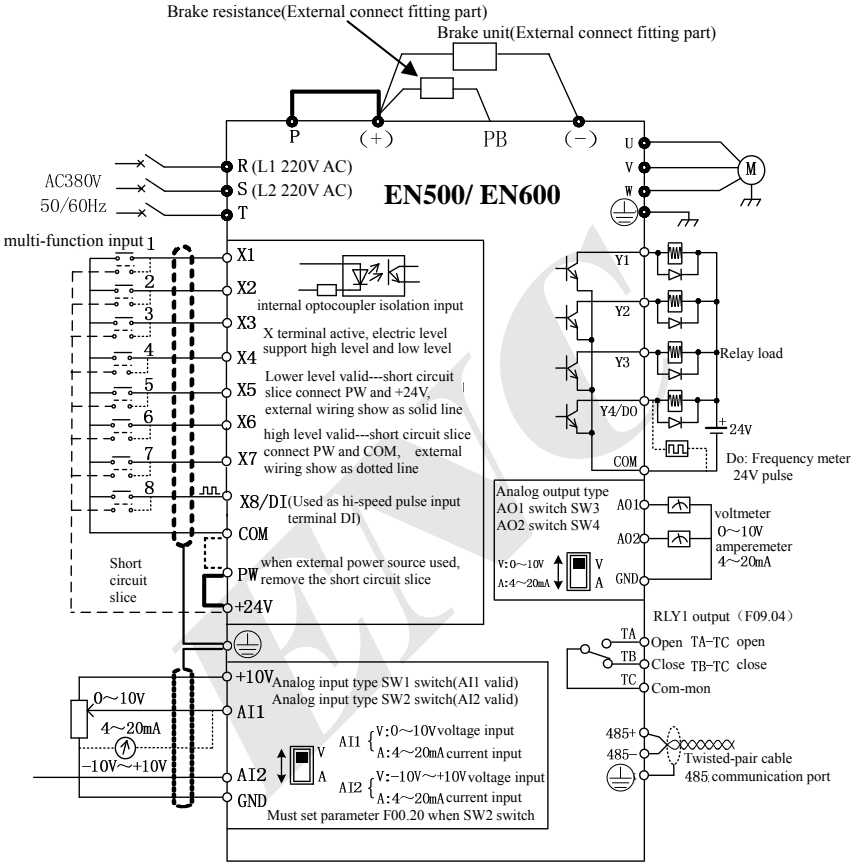 Brake resistance(External connect fitting part)
Brake unit(External connect fitting part)
P
(+)
PB
(-)
R (L1 220V AC)
S (L2 220V AC)
T
AC380V
50/60Hz
EN500/ EN600
U
V
W
M
multi-function input
1
2
3
4
5
6
7
8
X1
X2
X3
X4
X5
X6
X7
X8/DI(Used as hi-speed pulse input
terminal DI)
COM
PW
+24V
internal optocoupler isolation input
X terminal active, electric level
support high level and low level
Lower level valid---short circuit
slice connect PW and +24V,
external wiring show as solid line
high level valid---short circuit slice
connect PW and COM, external
wiring show as dotted line
when external power source used,
remove the short circuit slice
Short
circuit
slice
Y1
Y2
Y3
Y4/DO
COM
Relay load
+
24V
Do: Frequency meter
24V pulse
Analog output type
AO1 switch SW3
AO2 switch SW4
V:0～10V
A:4～20mA
V
A
AO1
AO2
GND
voltmeter
0～10V
amperemeter
4～20mA
RLY1 output（F09.04）
TA
Open TA-TC open
TB
Close TB-TC close
TC
Com-mon
485+
485-
Twisted-pair cable
485 communication port
+10V
AI1
AI2
GND
0～10V
4～20mA
-10V～+10V
Analog input type SW1 switch(AI1 valid)
Analog input type SW2 switch(AI2 valid)
V
A
AI1 { V:0～10V voltage input
A:4～20mA current input
AI2 { V:-10V～+10V voltage input
A:4～20mA current input
Must set parameter F00.20 when SW2 switch
ENC